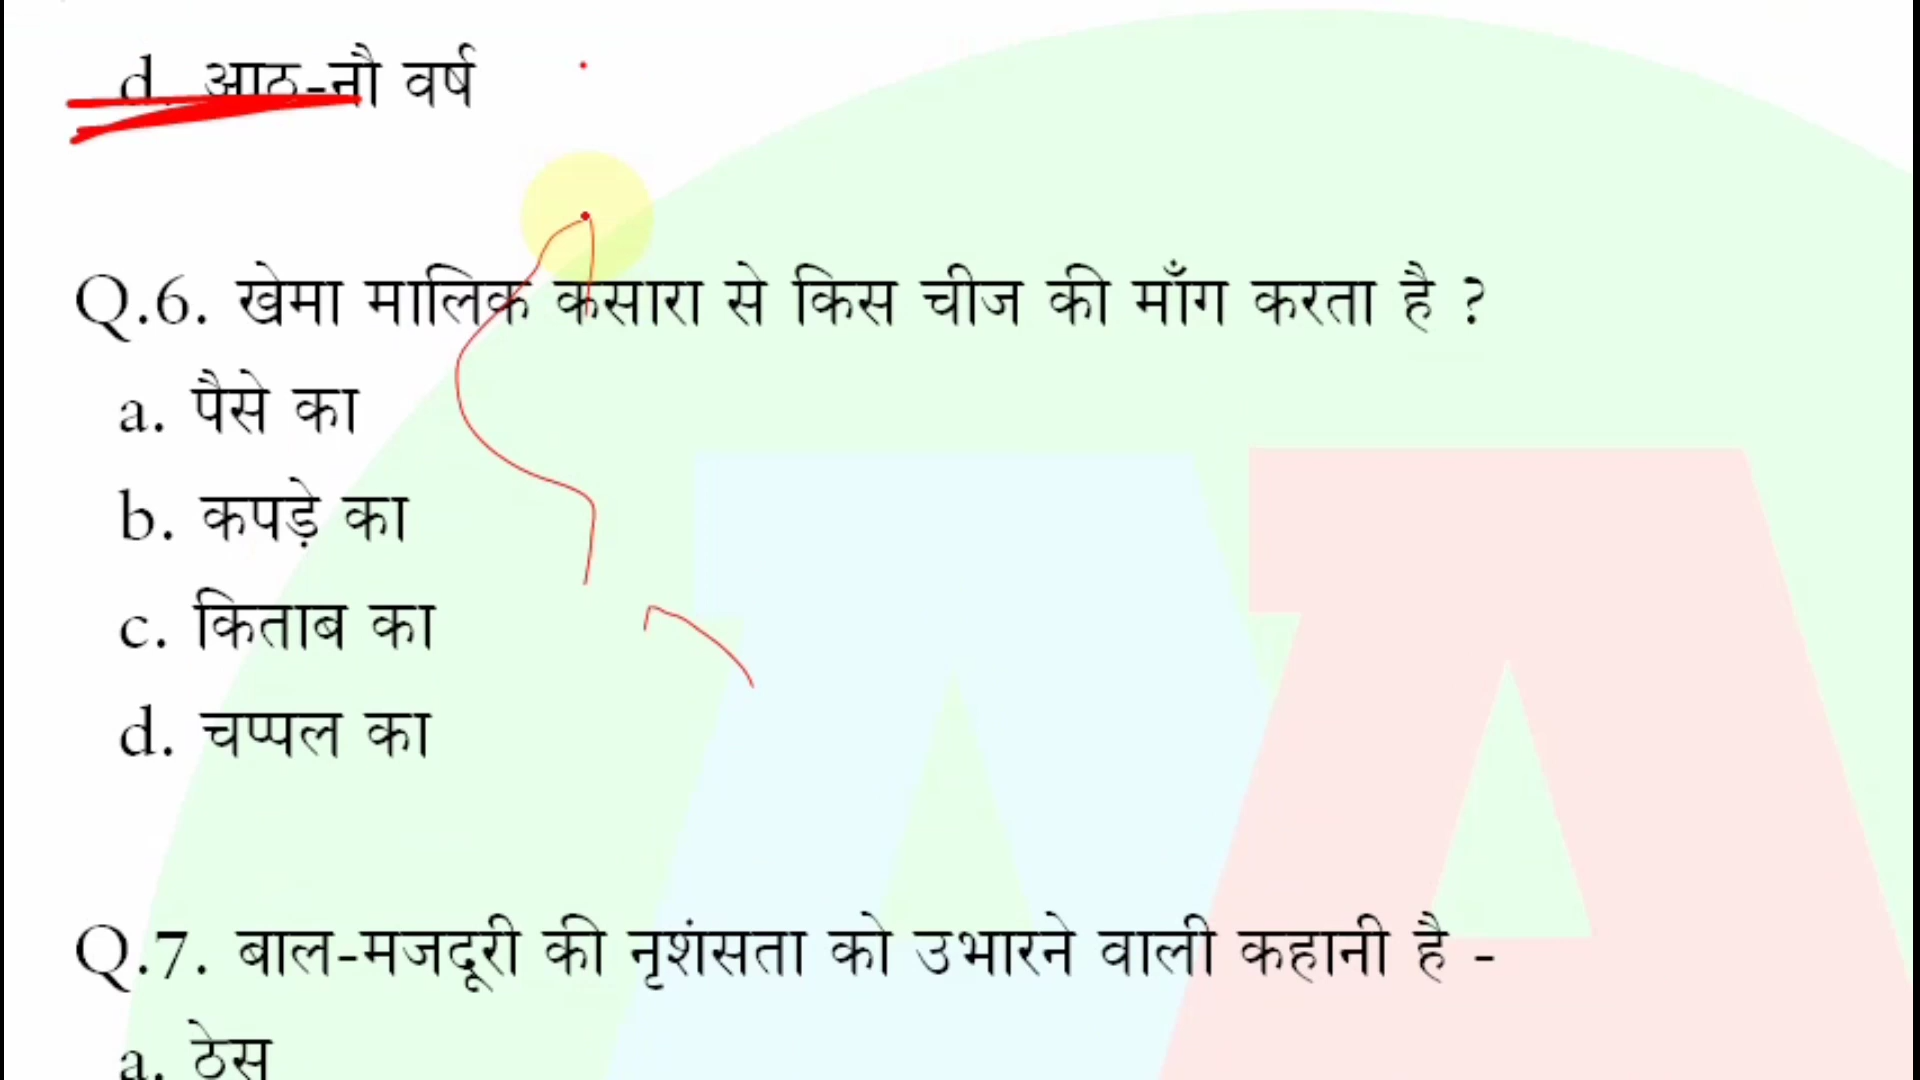 d. आठ-नौ वर्ष
Q.6. खेमा मालिक कसारा से किस चीज की माँग करता है ?
a. पैसे का
b. कपड़े का
c. किताब का
d. चप्पल का
Q.7. बाल-मजदूरी की नृशंसता को उभारने वाली कहानी है -
a. ठेस